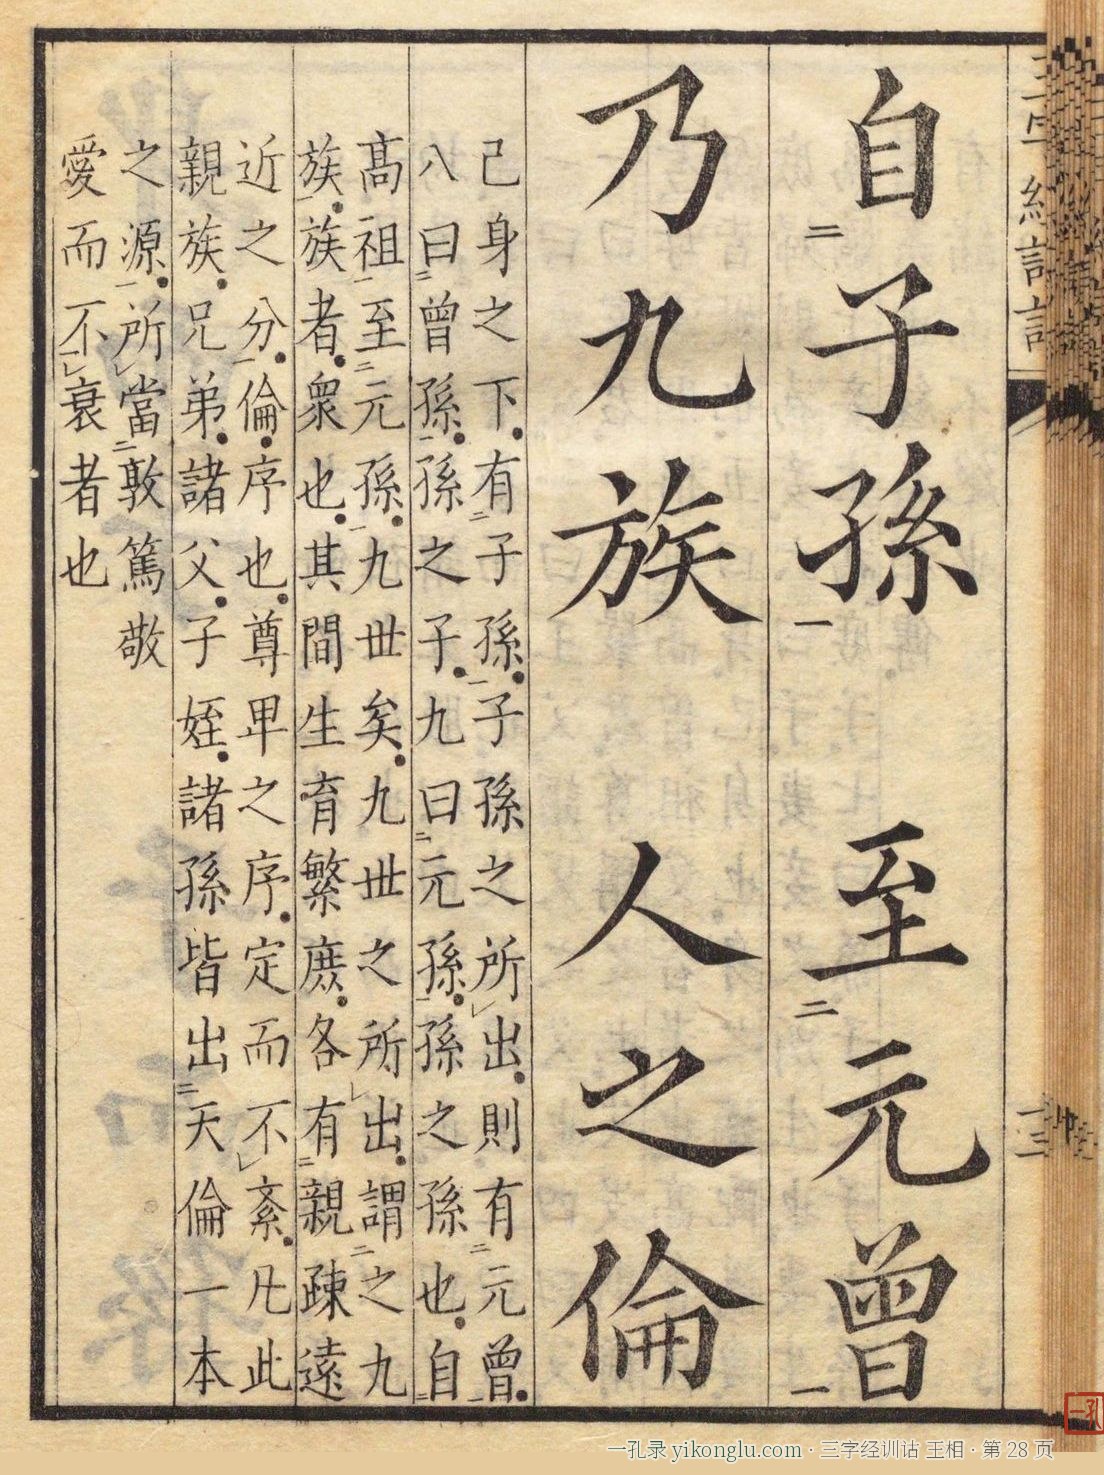 自子孫　至元曾
乃九族　人之倫
己身之下有子孫子孫之所出則有元曾
八曰曾孫孫之子九曰元孫孫之孫也自
高祖至元孫九世矣九世之所出謂之九
族族者衆也其間生育繁庶各有親疎遠
近之分倫序也尊卑之序定而不紊凡此
親族兄弟諸父子姪諸孫皆出天倫一本
之源所當敦篤敬
愛而不衰者也
一孔录 yikonglu.com · 三字经训诂 王相 · 第 28 页